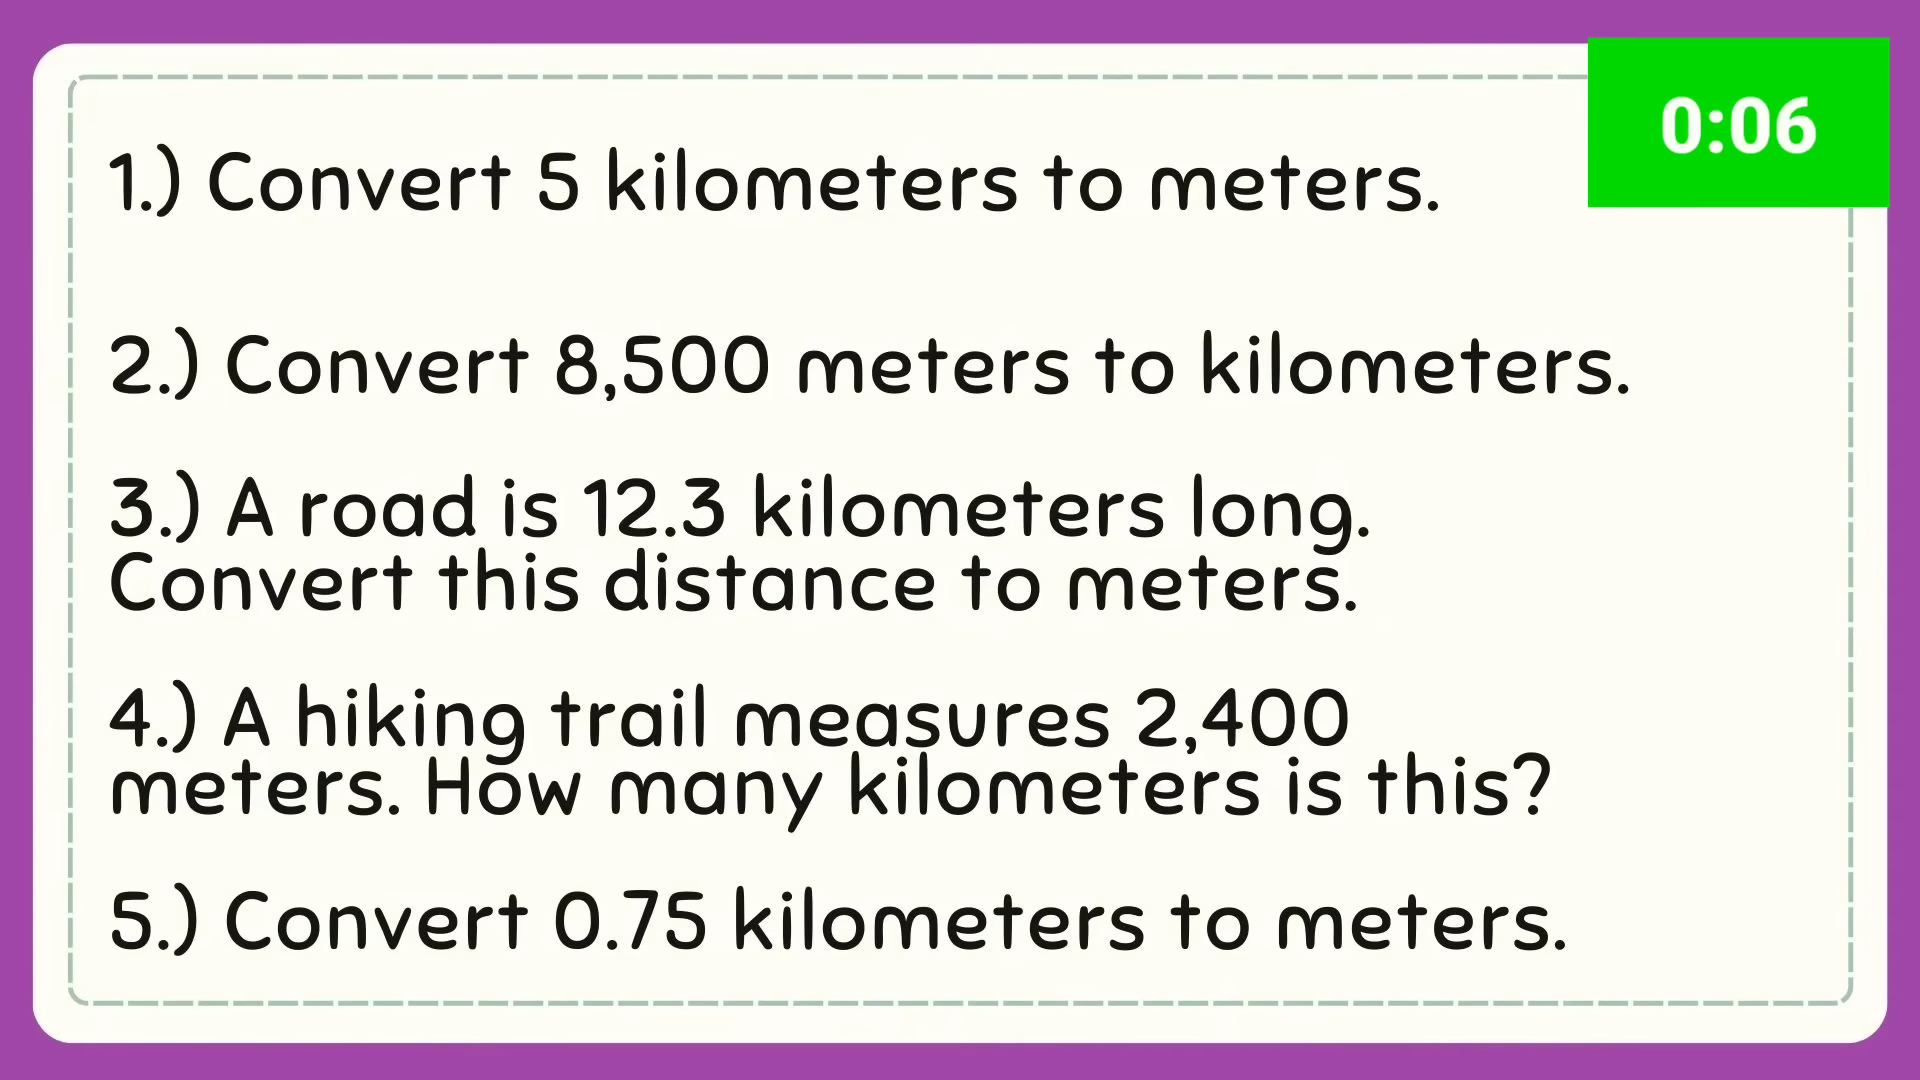 0:06
1.) Convert 5 kilometers to meters.
2.) Convert 8,500 meters to kilometers.
3.) A road is 12.3 kilometers long.
Convert this distance to meters.
4.) A hiking trail measures 2,400
meters. How many kilometers is this?
5.) Convert 0.75 kilometers to meters.